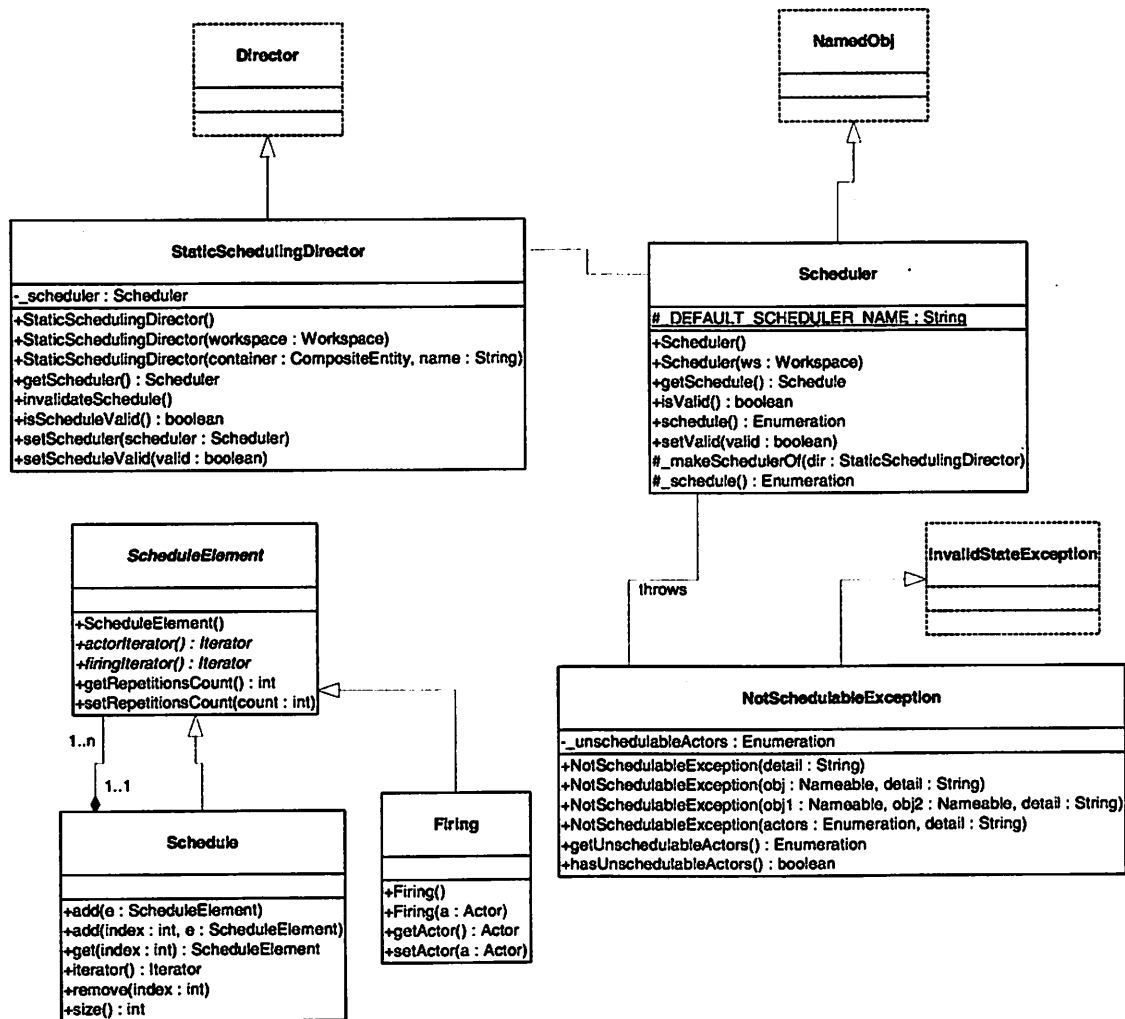 Director
NamedObj
StaticSchedulingDirector
-_scheduler : Scheduler
+StaticSchedulingDirector()
+StaticSchedulingDirector(workspace : Workspace)
+StaticSchedulingDirector(container : CompositeEntity, name : String)
+getScheduler() : Scheduler
+invalidateSchedule()
+isScheduleValid() : boolean
+setScheduler(scheduler : Scheduler)
+setScheduleValid(valid : boolean)
Scheduler
#_DEFAULT_SCHEDULER_NAME : String
+Scheduler()
+Scheduler(ws : Workspace)
+getSchedule() : Schedule
+isValid() : boolean
+schedule() : Enumeration
+setValid(valid : boolean)
#_makeSchedulerOf(dir : StaticSchedulingDirector)
#_schedule() : Enumeration
ScheduleElement
+ScheduleElement()
+actorIterator() : Iterator
+firingIterator() : Iterator
+getRepetitionsCount() : int
+setRepetitionsCount(count : int)
InvalidStateException
throws
NotSchedulableException
-_unschedulableActors : Enumeration
+NotSchedulableException(detail : String)
+NotSchedulableException(obj : Nameable, detail : String)
+NotSchedulableException(obj1 : Nameable, obj2 : Nameable, detail : String)
+NotSchedulableException(actors : Enumeration, detail : String)
+getUnschedulableActors() : Enumeration
+hasUnschedulableActors() : boolean
1..n
1..1
Schedule
+add(e : ScheduleElement)
+add(index : int, e : ScheduleElement)
+get(index : int) : ScheduleElement
+iterator() : Iterator
+remove(index : int)
+size() : int
Firing
+Firing()
+Firing(a : Actor)
+getActor() : Actor
+setActor(a : Actor)